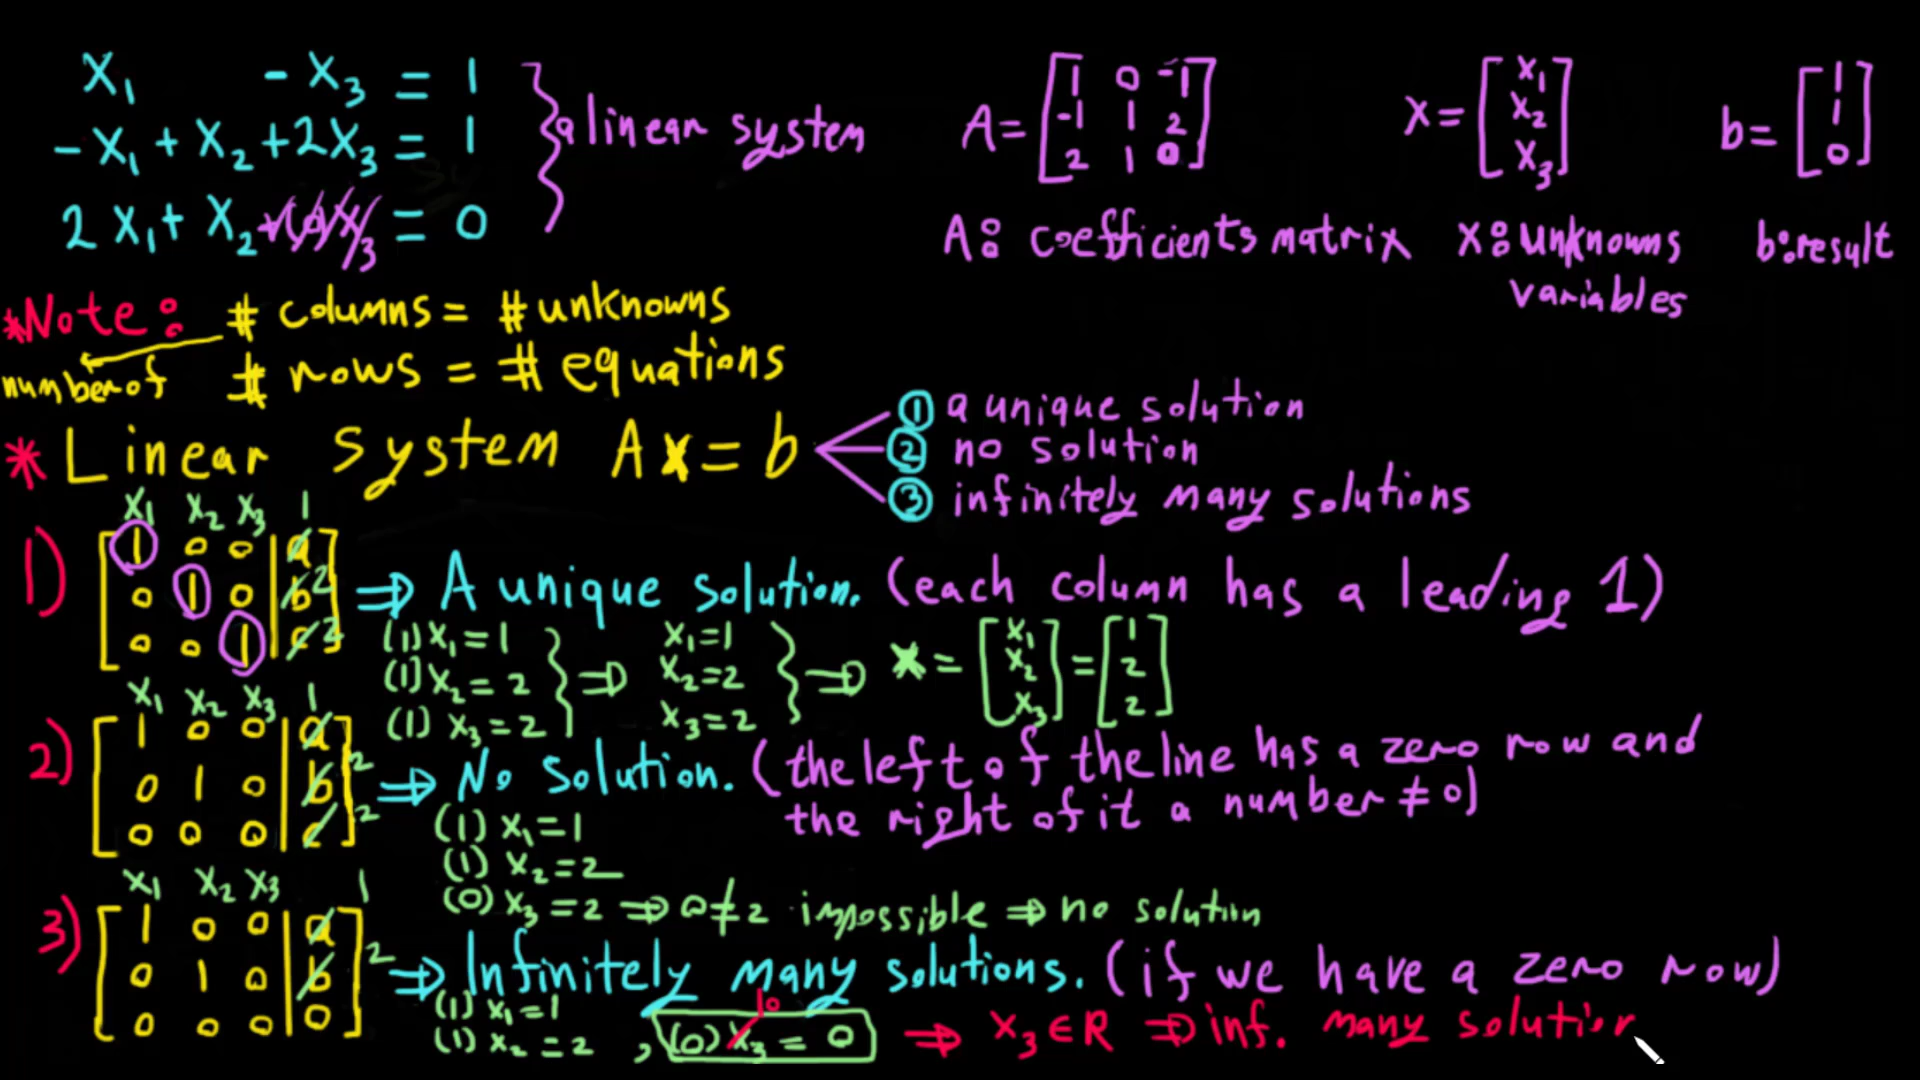 x₁ - x₃ = 1
-x₁ + x₂ + 2x₃ = 1
2x₁ + x₂ +(0)x₃ = 0
} a linear system
A = [1 0 -1
-1 1 2
2 1 0]
x = [x₁
x₂
x₃]
b = [1
1
0]
A: coefficients matrix x: unknowns b: result
variables
*Note: # columns = # unknowns
number of # rows = # equations
* Linear system Ax = b
① a unique solution
② no solution
③ infinitely many solutions
x₁ x₂ x₃ 1
1) [1 0 0 | a
0 1 0 | b 2
0 0 1 | c 2]
⇒ A unique solution. (each column has a leading 1)
(1) x₁ = 1
(1) x₂ = 2
(1) x₃ = 2
} ⇒ x₁ = 1
x₂ = 2
x₃ = 2
} ⇒ x = [x₁
x₂
x₃] = [1
2
2]
x₁ x₂ x₃ 1
2) [1 0 0 | a
0 1 0 | b
0 0 0 | c] 2 2
⇒ No solution. (the left of the line has a zero row and
the right of it a number ≠ 0)
(1) x₁ = 1
(1) x₂ = 2
(0) x₃ = 2 ⇒ 0 ≠ 2 impossible ⇒ no solution
x₁ x₂ x₃ 1
3) [1 0 0 | a
0 1 0 | b
0 0 0 | 0] 2
⇒ Infinitely many solutions. (if we have a zero row)
(1) x₁ = 1
(1) x₂ = 2 , (0) x₃ = 0 10 ⇒ x₃ ∈ R ⇒ inf. many solution